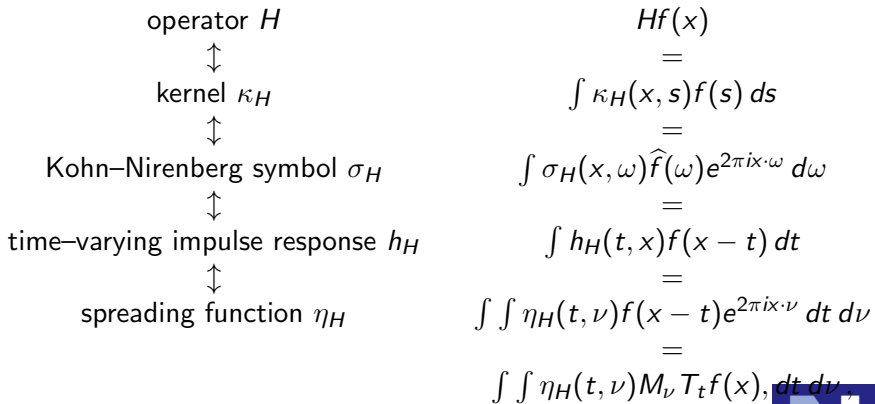 operator H
↕
kernel κ_H
↕
Kohn–Nirenberg symbol σ_H
↕
time–varying impulse response h_H
↕
spreading function η_H
Hf(x)
=
∫ κ_H(x, s)f(s) ds
=
∫ σ_H(x, ω)f̂(ω)e^{2πix·ω} dω
=
∫ h_H(t, x)f(x − t) dt
=
∫ ∫ η_H(t, ν)f(x − t)e^{2πix·ν} dt dν
=
∫ ∫ η_H(t, ν)M_ν T_t f(x), dt dν ,